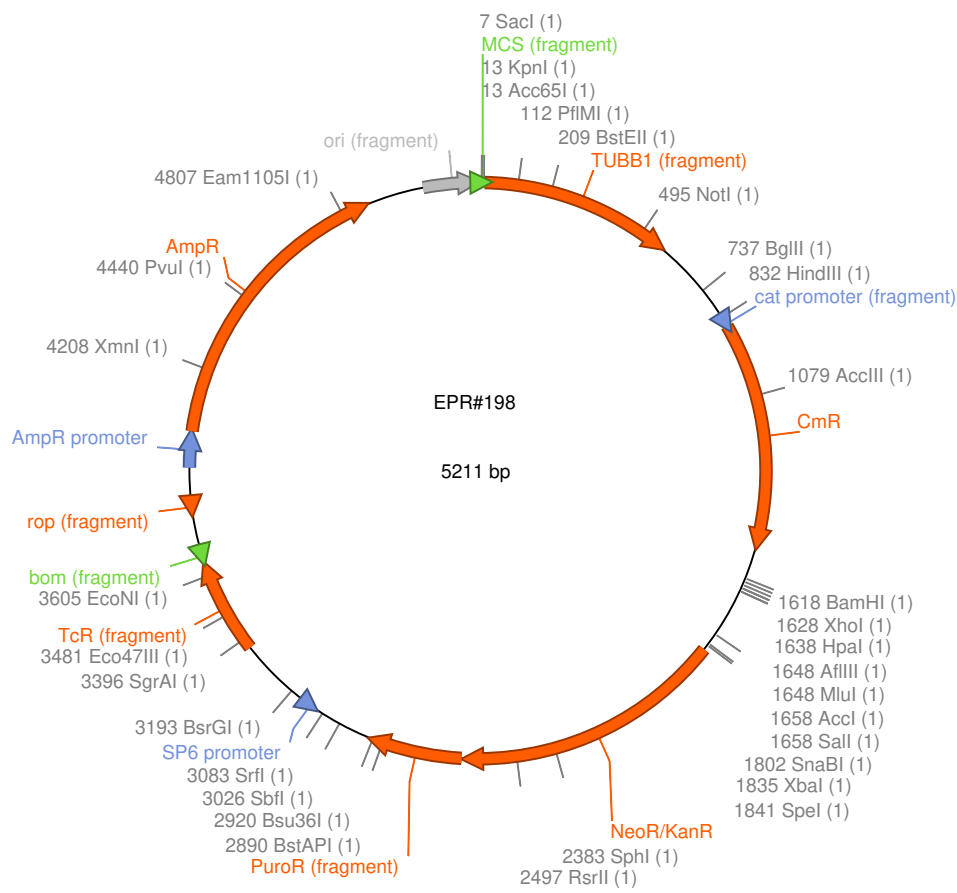 7 SacI (1)
MCS (fragment)
13 KpnI (1)
13 Acc65I (1)
112 PflMI (1)
209 BstEII (1)
TUBB1 (fragment)
495 NotI (1)
737 BglII (1)
832 HindIII (1)
cat promoter (fragment)
1079 AccIII (1)
CmR
1618 BamHI (1)
1628 XhoI (1)
1638 HpaI (1)
1648 AflIII (1)
1648 MluI (1)
1658 AccI (1)
1658 SalI (1)
1802 SnaBI (1)
1835 XbaI (1)
1841 SpeI (1)
NeoR/KanR
2383 SphI (1)
2497 RsrII (1)
PuroR (fragment)
2890 BstAPI (1)
2920 Bsu36I (1)
3026 SbfI (1)
3083 SrfI (1)
SP6 promoter
3193 BsrGI (1)
3396 SgrAI (1)
3481 Eco47III (1)
TcR (fragment)
3605 EcoNI (1)
bom (fragment)
rop (fragment)
AmpR promoter
4208 XmnI (1)
4440 PvuI (1)
AmpR
4807 Eam1105I (1)
ori (fragment)
EPR#198
5211 bp